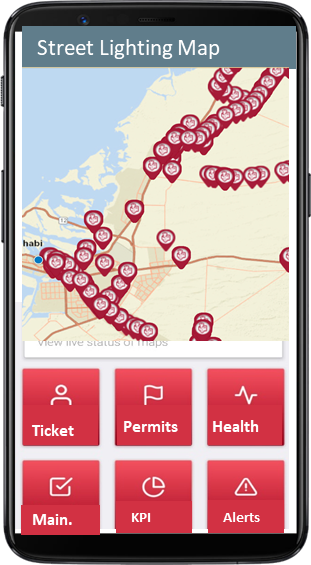 Street Lighting Map
habi
View live status of maps
Ticket
Permits
Health
Main.
KPI
Alerts